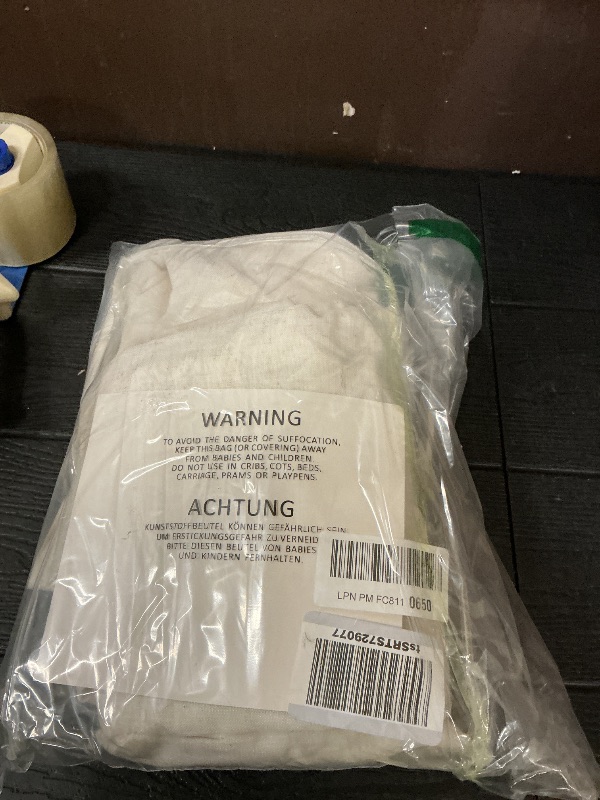 WARNING
TO AVOID THE DANGER OF SUFFOCATION,
KEEP THIS BAG (OR COVERING) AWAY
FROM BABIES AND CHILDREN
DO NOT USE IN CRIBS, COTS, BEDS,
CARRIAGE, PRAMS OR PLAYPENS.
ACHTUNG
KUNSTSTOFFBEUTEL KÖNNEN GEFÄHRLICH SEIN!
UM ERSTICKUNGSGEFAHR ZU VERNEID
BITTE DIESEN BEUTEL VON BABIES
UND KINDERN FERNHALTEN.
LPN PM FC811 0650
tsSRTS729077